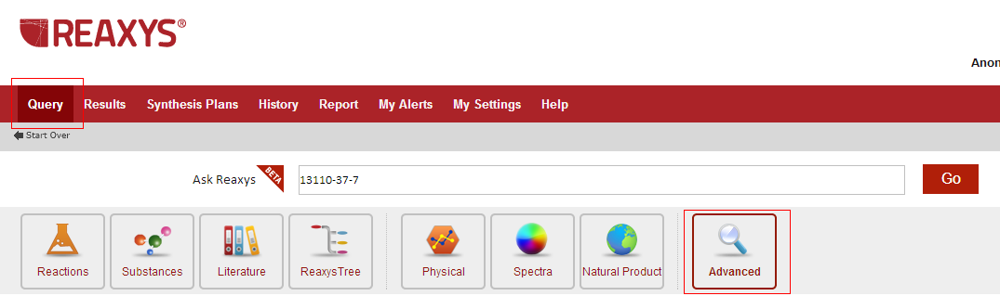 REAXYS®
Anon
Query Results Synthesis Plans History Report My Alerts My Settings Help
Start Over
Ask Reaxys BETA 13110-37-7 Go
Reactions Substances Literature ReaxysTree Physical Spectra Natural Product Advanced